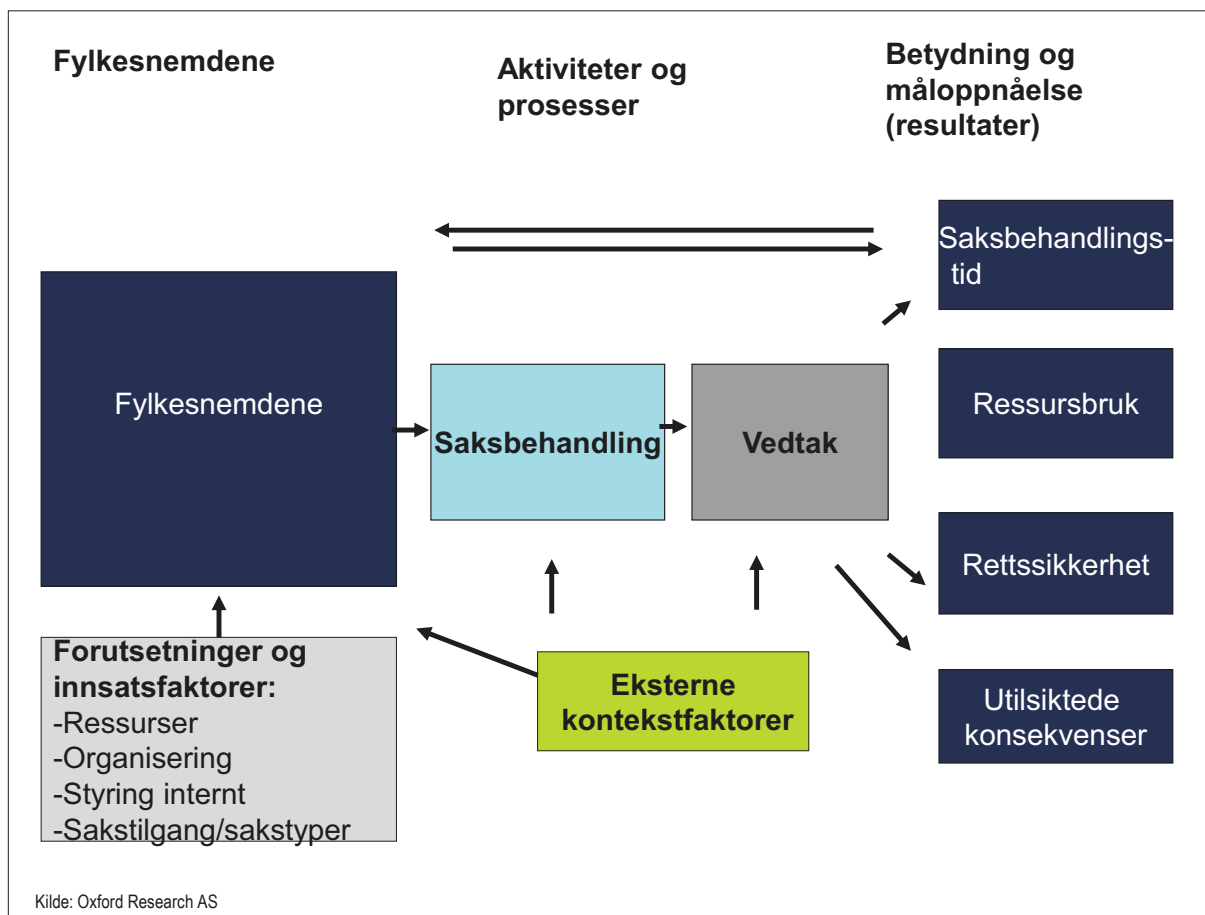 Fylkesnemdene
Aktiviteter og
prosesser
Betydning og
måloppnåelse
(resultater)
Fylkesnemdene
Saksbehandling
Vedtak
Saksbehandlings-
tid
Ressursbruk
Rettssikkerhet
Utilsiktede
konsekvenser
Forutsetninger og
innsatsfaktorer:
-Ressurser
-Organisering
-Styring internt
-Sakstilgang/sakstyper
Eksterne
kontekstfaktorer
Kilde: Oxford Research AS